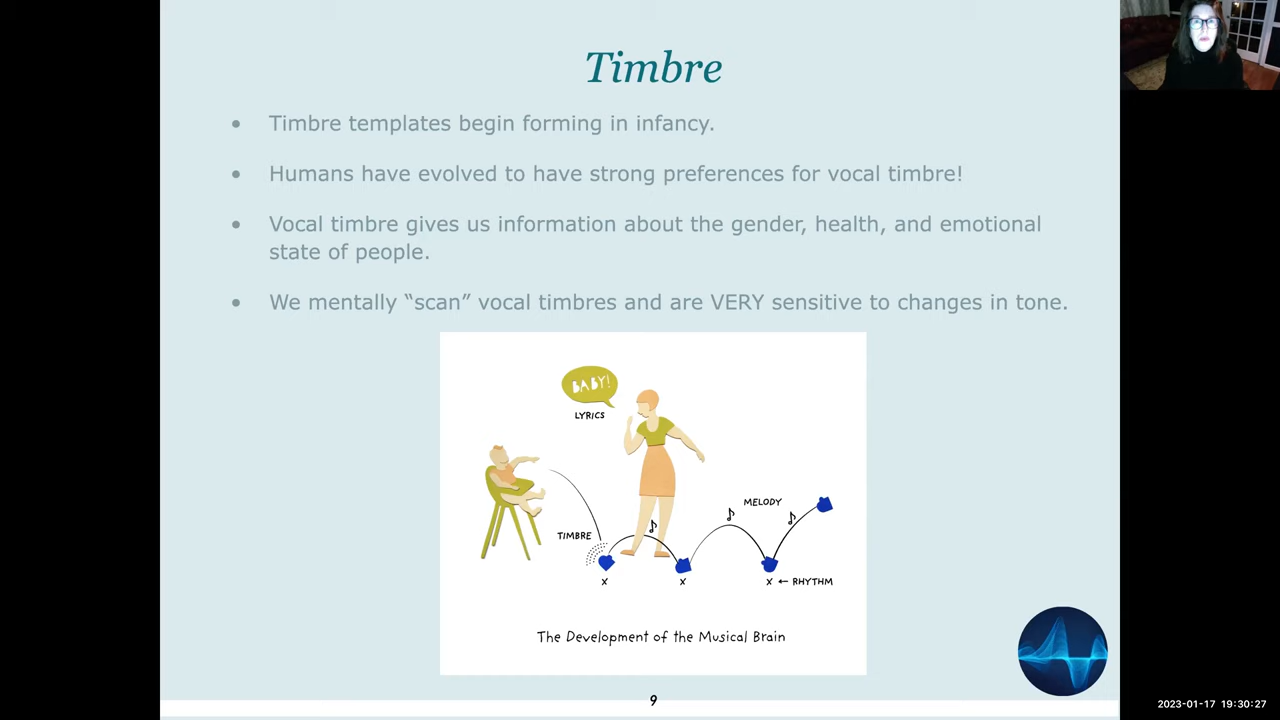 Timbre
• Timbre templates begin forming in infancy.
• Humans have evolved to have strong preferences for vocal timbre!
• Vocal timbre gives us information about the gender, health, and emotional
state of people.
• We mentally “scan” vocal timbres and are VERY sensitive to changes in tone.
BABY!
LYRICS
MELODY
TIMBRE
x x x ← RHYTHM
The Development of the Musical Brain
9
2023-01-17 19:30:27